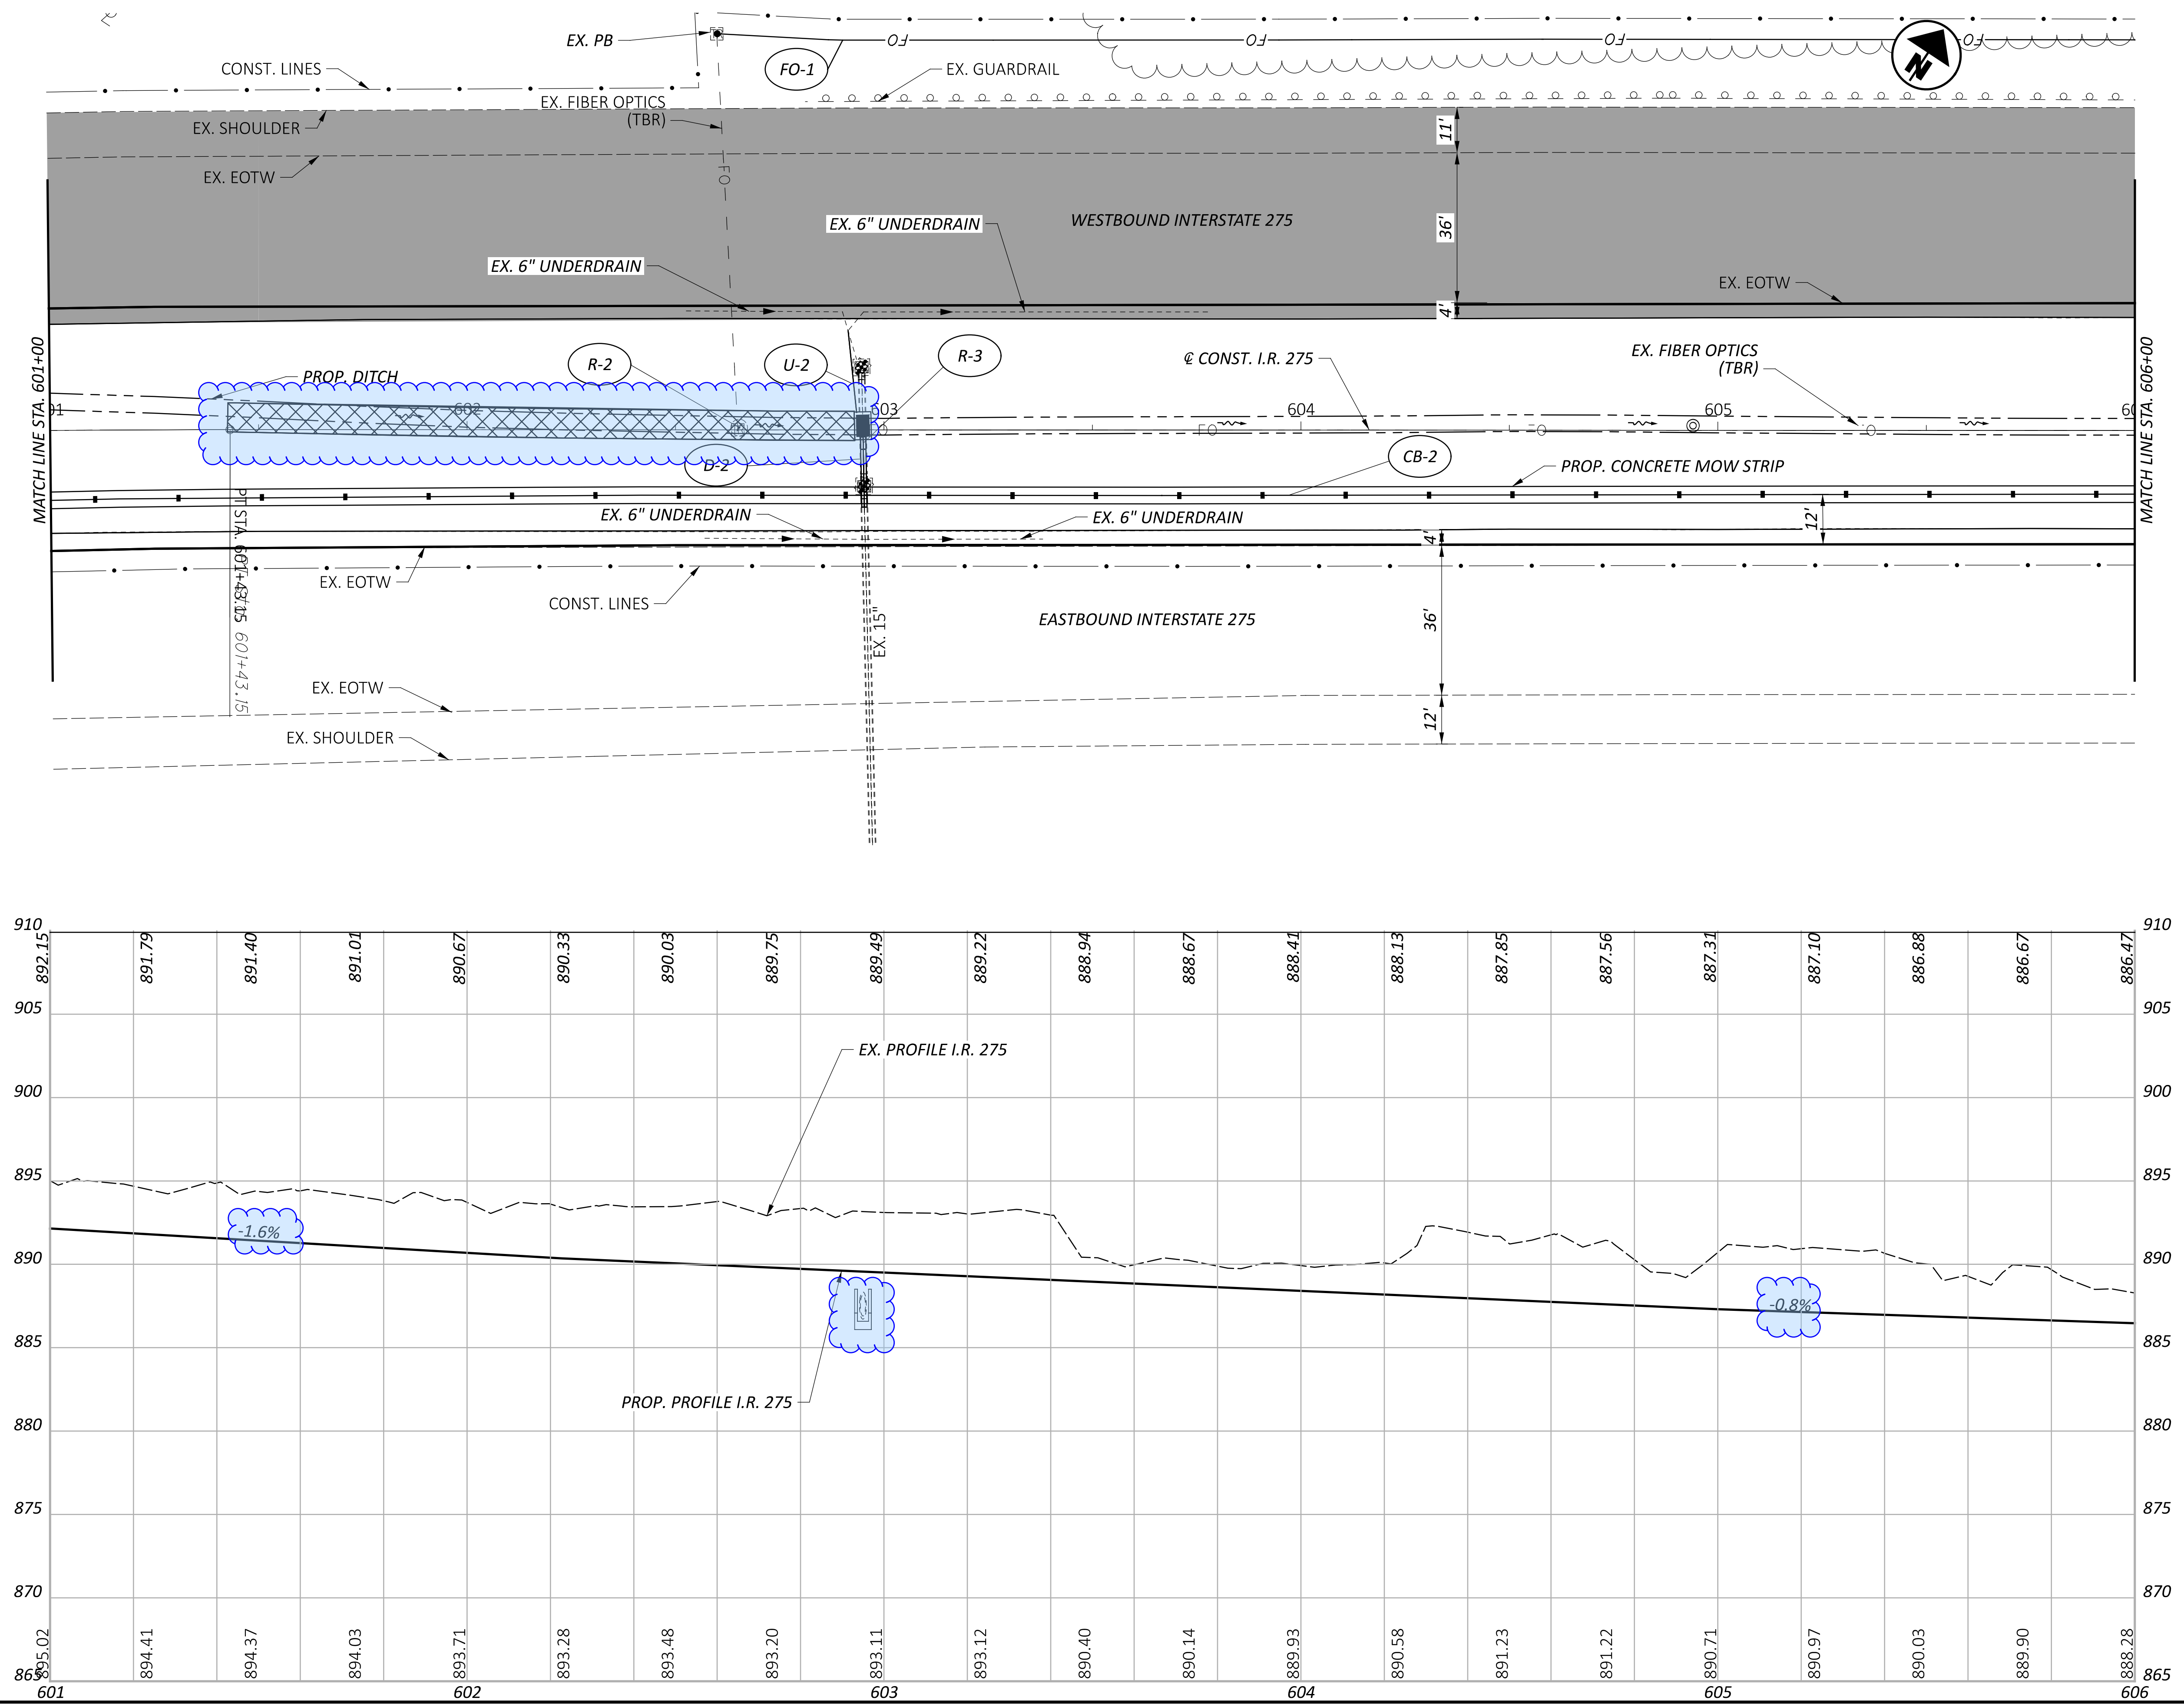 EX. PB
FO-1
FO
FO
FO
FO
N
CONST. LINES
EX. GUARDRAIL
EX. FIBER OPTICS
(TBR)
EX. SHOULDER
11'
EX. EOTW
FO
EX. 6" UNDERDRAIN
WESTBOUND INTERSTATE 275
36'
EX. 6" UNDERDRAIN
EX. EOTW
4'
MATCH LINE STA. 601+00
R-2
U-2
R-3
℄ CONST. I.R. 275
EX. FIBER OPTICS
(TBR)
MATCH LINE STA. 606+00
PROP. DITCH
602
603
604
605
D-2
CB-2
PROP. CONCRETE MOW STRIP
PT STA. 601+43.15
601+43.15
EX. 6" UNDERDRAIN
EX. 6" UNDERDRAIN
12'
4'
EX. EOTW
CONST. LINES
EX. 15"
EASTBOUND INTERSTATE 275
36'
EX. EOTW
12'
EX. SHOULDER
910
892.15
891.79
891.40
891.01
890.67
890.33
890.03
889.75
889.49
889.22
888.94
888.67
888.41
888.13
887.85
887.56
887.31
887.10
886.88
886.67
886.47
910
905
905
EX. PROFILE I.R. 275
900
900
895
895
-1.6%
890
890
-0.8%
885
885
PROP. PROFILE I.R. 275
880
880
875
875
870
870
865
895.02
894.41
894.37
894.03
893.71
893.28
893.48
893.20
893.11
893.12
890.40
890.14
889.93
890.58
891.23
891.22
890.71
890.97
890.03
889.90
888.28
865
601
602
603
604
605
606